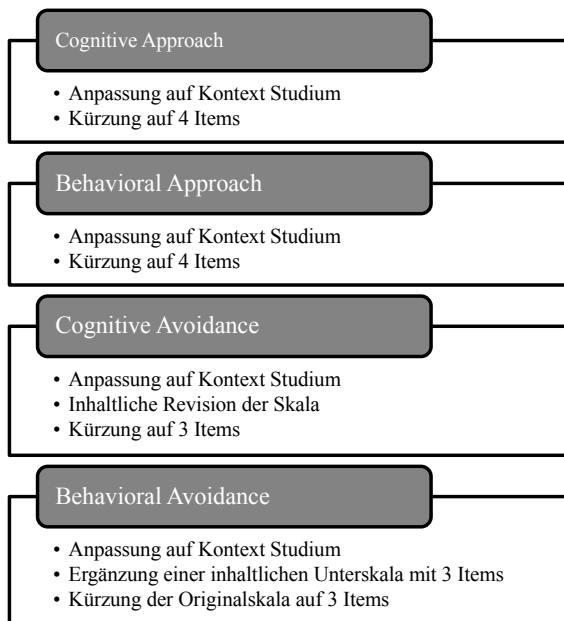 Cognitive Approach
• Anpassung auf Kontext Studium
• Kürzung auf 4 Items
Behavioral Approach
• Anpassung auf Kontext Studium
• Kürzung auf 4 Items
Cognitive Avoidance
• Anpassung auf Kontext Studium
• Inhaltliche Revision der Skala
• Kürzung auf 3 Items
Behavioral Avoidance
• Anpassung auf Kontext Studium
• Ergänzung einer inhaltlichen Unterskala mit 3 Items
• Kürzung der Originalskala auf 3 Items